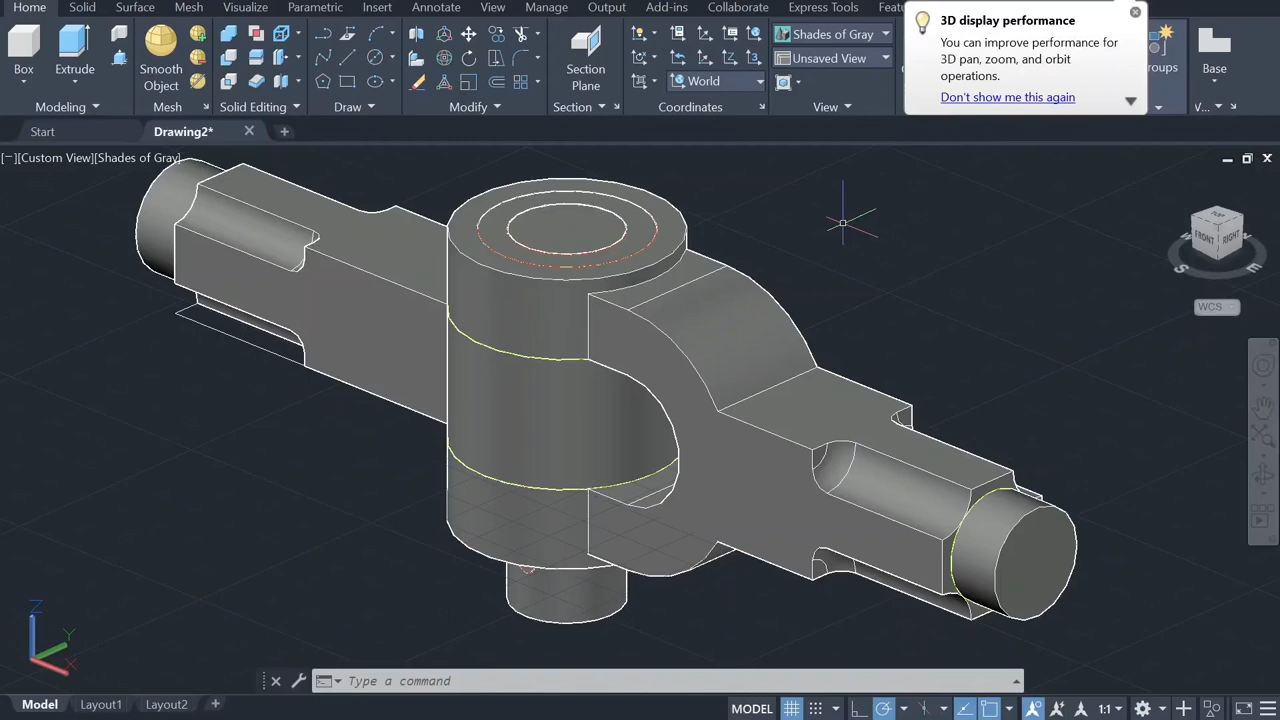 Home Solid Surface Mesh Visualize Parametric Insert Annotate View Manage Output Add-ins Collaborate Express Tools
3D display performance
You can improve performance for
3D pan, zoom, and orbit
operations.
Don't show me this again
Shades of Gray
Unsaved View
World
Box
Extrude
Smooth
Object
Section
Plane
Base
Modeling
Mesh
Solid Editing
Draw
Modify
Section
Coordinates
View
V...
Start
Drawing2*
[−][Custom View][Shades of Gray]
TOP
FRONT
RIGHT
S
E
WCS
Z
Y
X
Type a command
Model
Layout1
Layout2
MODEL
1:1